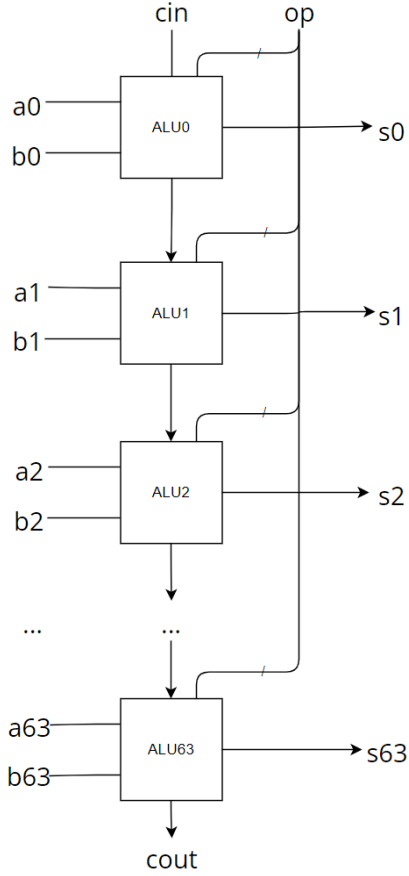 cin op
a0 ALU0
b0 s0
a1 ALU1
b1 s1
a2 ALU2
b2 s2
... ...
a63 ALU63
b63 s63
cout